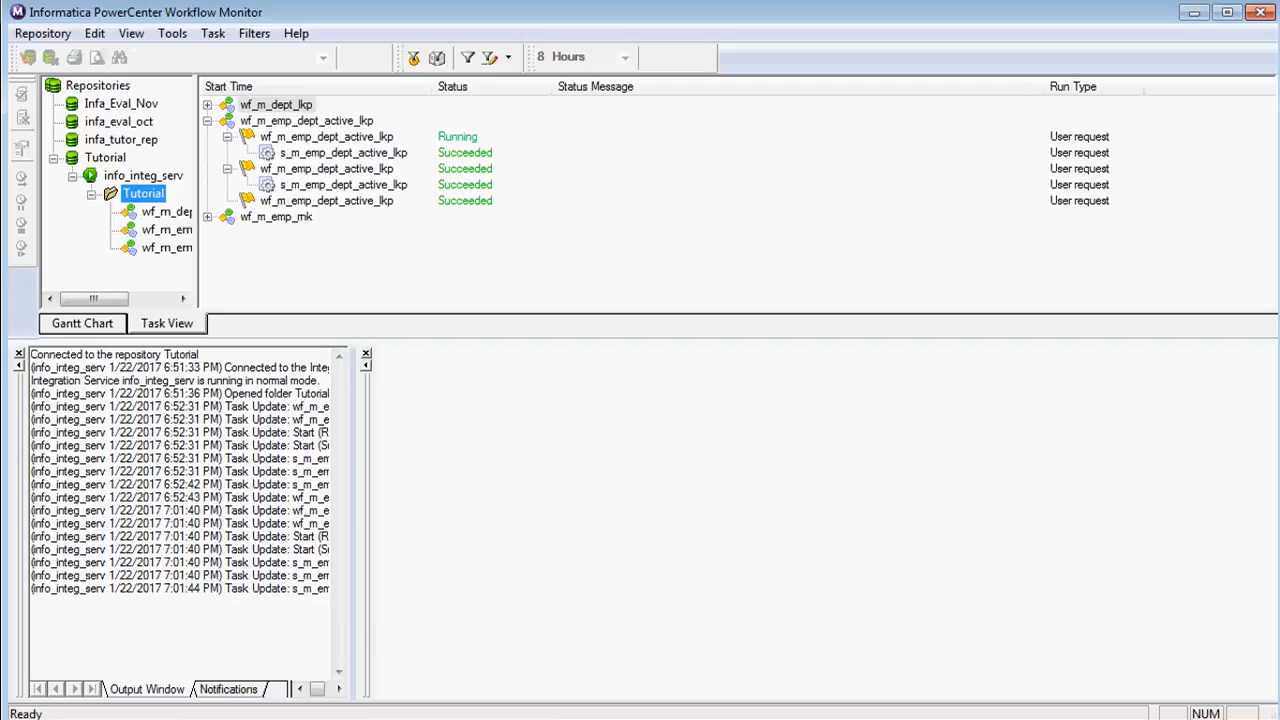 Informatica PowerCenter Workflow Monitor
Repository Edit View Tools Task Filters Help
8 Hours
Repositories
Infa_Eval_Nov
infa_eval_oct
infa_tutor_rep
Tutorial
info_integ_serv
Tutorial
wf_m_dep
wf_m_em
wf_m_em
Start Time Status Status Message Run Type
wf_m_dept_lkp
wf_m_emp_dept_active_lkp
wf_m_emp_dept_active_lkp Running User request
s_m_emp_dept_active_lkp Succeeded User request
wf_m_emp_dept_active_lkp Succeeded User request
s_m_emp_dept_active_lkp Succeeded User request
wf_m_emp_dept_active_lkp Succeeded User request
wf_m_emp_rnk
Gantt Chart Task View
Connected to the repository Tutorial
(info_integ_serv 1/22/2017 6:51:33 PM) Connected to the Inte
Integration Service info_integ_serv is running in normal mode.
(info_integ_serv 1/22/2017 6:51:36 PM) Opened folder Tutorial
(info_integ_serv 1/22/2017 6:52:31 PM) Task Update: wf_m_e
(info_integ_serv 1/22/2017 6:52:31 PM) Task Update: wf_m_e
(info_integ_serv 1/22/2017 6:52:31 PM) Task Update: Start (R
(info_integ_serv 1/22/2017 6:52:31 PM) Task Update: Start (S
(info_integ_serv 1/22/2017 6:52:31 PM) Task Update: s_m_em
(info_integ_serv 1/22/2017 6:52:31 PM) Task Update: s_m_em
(info_integ_serv 1/22/2017 6:52:42 PM) Task Update: s_m_em
(info_integ_serv 1/22/2017 6:52:43 PM) Task Update: wf_m_e
(info_integ_serv 1/22/2017 7:01:40 PM) Task Update: wf_m_e
(info_integ_serv 1/22/2017 7:01:40 PM) Task Update: wf_m_e
(info_integ_serv 1/22/2017 7:01:40 PM) Task Update: Start (R
(info_integ_serv 1/22/2017 7:01:40 PM) Task Update: Start (S
(info_integ_serv 1/22/2017 7:01:40 PM) Task Update: s_m_em
(info_integ_serv 1/22/2017 7:01:40 PM) Task Update: s_m_em
(info_integ_serv 1/22/2017 7:01:44 PM) Task Update: s_m_em
Output Window Notifications
Ready NUM